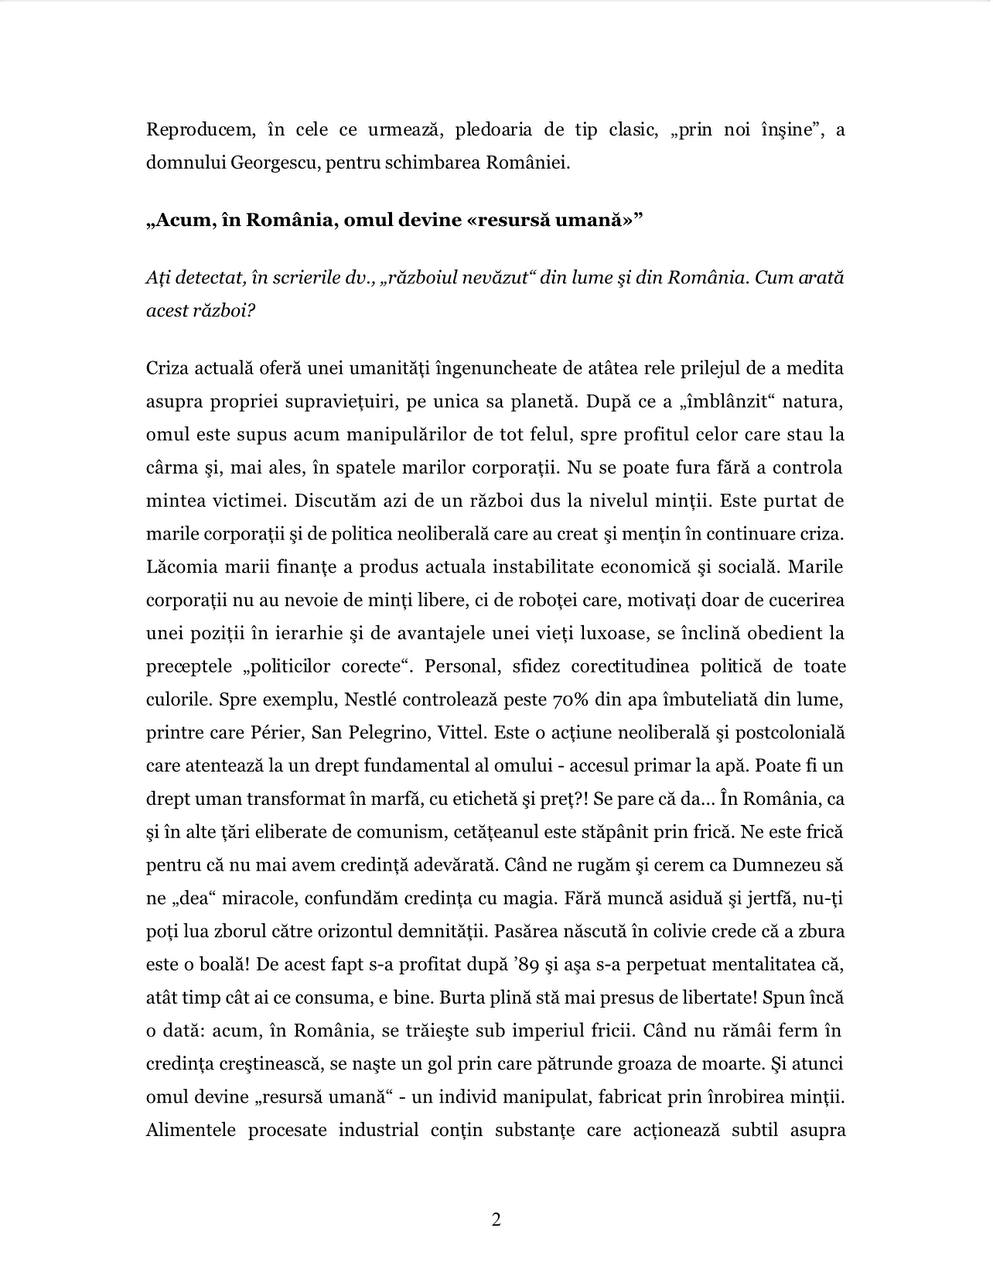 Reproducem, în cele ce urmează, pledoaria de tip clasic, „prin noi înşine”, a
domnului Georgescu, pentru schimbarea României.
„Acum, în România, omul devine «resursă umană»”
Aţi detectat, în scrierile dv., „războiul nevăzut“ din lume şi din România. Cum arată
acest război?
Criza actuală oferă unei umanităţi îngenuncheate de atâtea rele prilejul de a medita
asupra propriei supravieţuiri, pe unica sa planetă. După ce a „îmblânzit“ natura,
omul este supus acum manipulărilor de tot felul, spre profitul celor care stau la
cârma şi, mai ales, în spatele marilor corporaţii. Nu se poate fura fără a controla
mintea victimei. Discutăm azi de un război dus la nivelul minţii. Este purtat de
marile corporaţii şi de politica neoliberală care au creat şi menţin în continuare criza.
Lăcomia marii finanţe a produs actuala instabilitate economică şi socială. Marile
corporaţii nu au nevoie de minţi libere, ci de roboţei care, motivaţi doar de cucerirea
unei poziţii în ierarhie şi de avantajele unei vieţi luxoase, se înclină obedient la
preceptele „politicilor corecte“. Personal, sfidez corectitudinea politică de toate
culorile. Spre exemplu, Nestlé controlează peste 70% din apa îmbuteliată din lume,
printre care Périer, San Pelegrino, Vittel. Este o acţiune neoliberală şi postcolonială
care atentează la un drept fundamental al omului - accesul primar la apă. Poate fi un
drept uman transformat în marfă, cu etichetă şi preţ?! Se pare că da... În România, ca
şi în alte ţări eliberate de comunism, cetăţeanul este stăpânit prin frică. Ne este frică
pentru că nu mai avem credinţă adevărată. Când ne rugăm şi cerem ca Dumnezeu să
ne „dea“ miracole, confundăm credinţa cu magia. Fără muncă asiduă şi jertfă, nu-ţi
poţi lua zborul către orizontul demnităţii. Pasărea născută în colivie crede că a zbura
este o boală! De acest fapt s-a profitat după ’89 şi aşa s-a perpetuat mentalitatea că,
atât timp cât ai ce consuma, e bine. Burta plină stă mai presus de libertate! Spun încă
o dată: acum, în România, se trăieşte sub imperiul fricii. Când nu rămâi ferm în
credinţa creştinească, se naşte un gol prin care pătrunde groaza de moarte. Şi atunci
omul devine „resursă umană“ - un individ manipulat, fabricat prin înrobirea minţii.
Alimentele procesate industrial conţin substanţe care acţionează subtil asupra
2